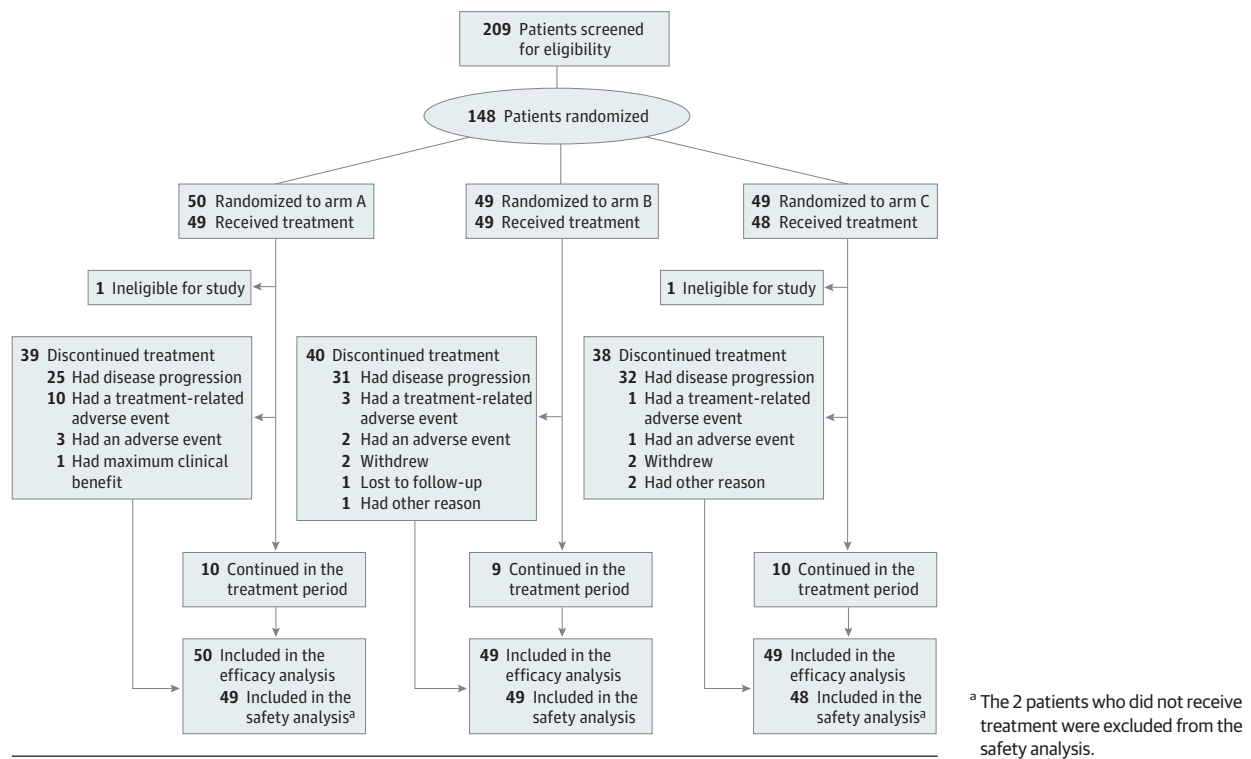 209 Patients screened
for eligibility
148 Patients randomized
50 Randomized to arm A
49 Received treatment
49 Randomized to arm B
49 Received treatment
49 Randomized to arm C
48 Received treatment
1 Ineligible for study
1 Ineligible for study
39 Discontinued treatment
25 Had disease progression
10 Had a treatment-related
adverse event
3 Had an adverse event
1 Had maximum clinical
benefit
40 Discontinued treatment
31 Had disease progression
3 Had a treatment-related
adverse event
2 Had an adverse event
2 Withdrew
1 Lost to follow-up
1 Had other reason
38 Discontinued treatment
32 Had disease progression
1 Had a treament-related
adverse event
1 Had an adverse event
2 Withdrew
2 Had other reason
10 Continued in the
treatment period
9 Continued in the
treatment period
10 Continued in the
treatment period
50 Included in the
efficacy analysis
49 Included in the
safety analysisa
49 Included in the
efficacy analysis
49 Included in the
safety analysis
49 Included in the
efficacy analysis
48 Included in the
safety analysisa
a The 2 patients who did not receive
treatment were excluded from the
safety analysis.